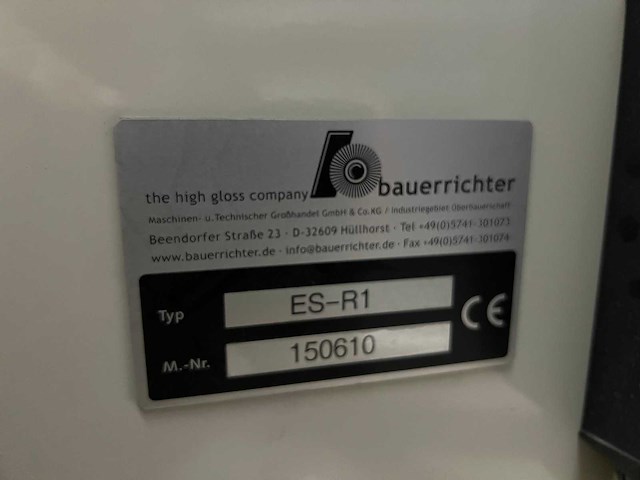 the high gloss company bauerrichter
Maschinen- u. Technischer Großhandel GmbH & Co. KG / Industriegebiet Oberbauerschaft
Beendorfer Straße 23 · D-32609 Hüllhorst · Tel +49(0)5741-301073
www.bauerrichter.de · info@bauerrichter.de · Fax +49(0)5741-301074
Typ ES-R1
CE
M.-Nr. 150610